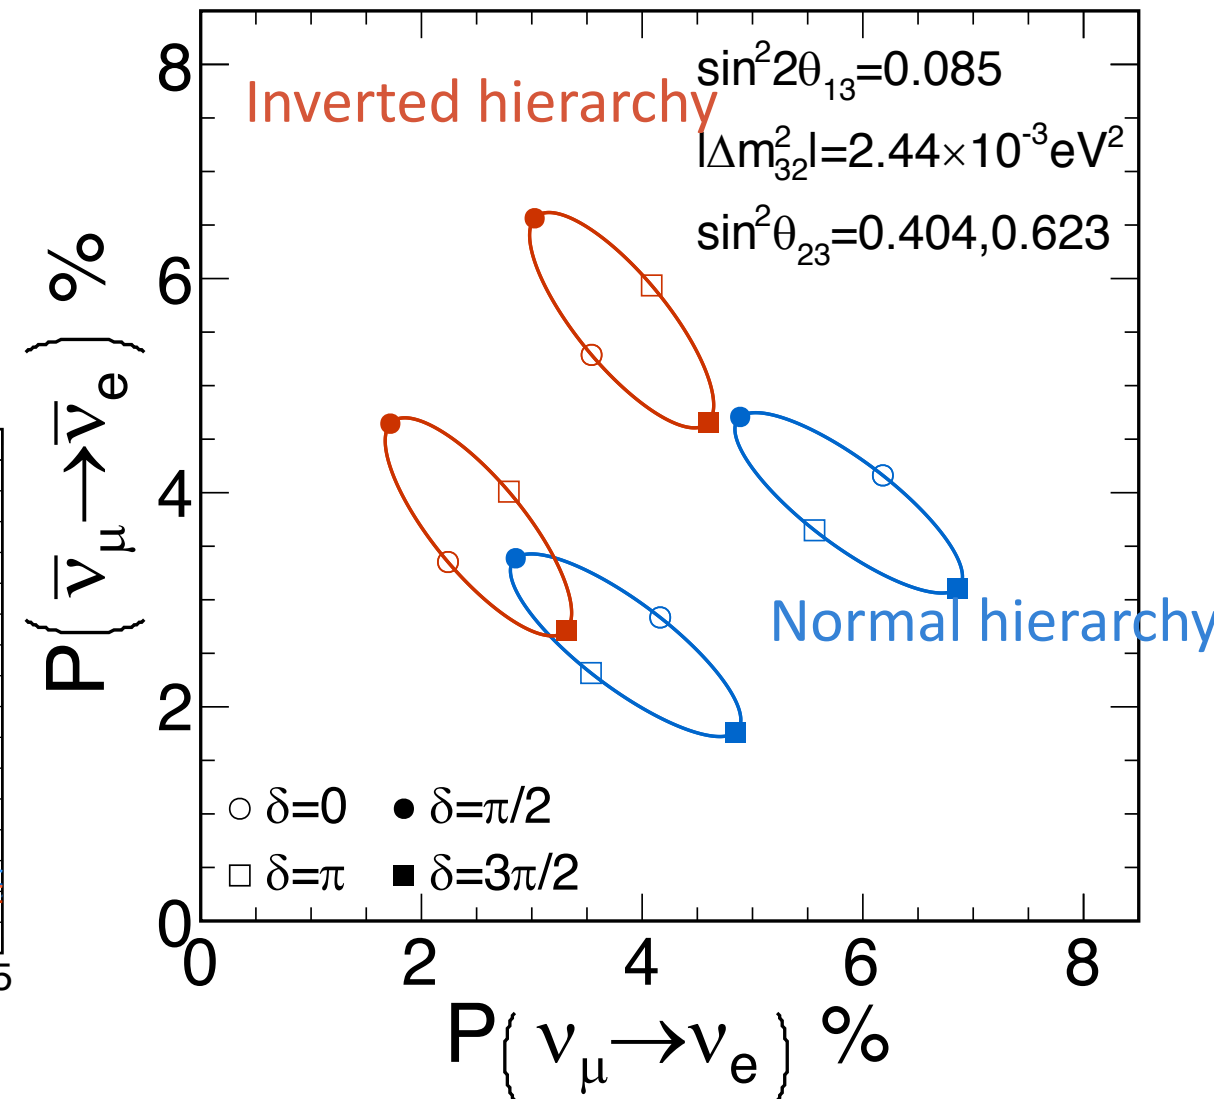 8
Inverted hierarchy
sin²2θ₁₃=0.085
|Δm²₃₂|=2.44×10⁻³eV²
sin²θ₂₃=0.404,0.623
6
P(ν̅μ→ν̅e) %
4
Normal hierarchy
2
○ δ=0 ● δ=π/2
□ δ=π ■ δ=3π/2
0
0 2 4 6 8
5
P(νμ→νe) %